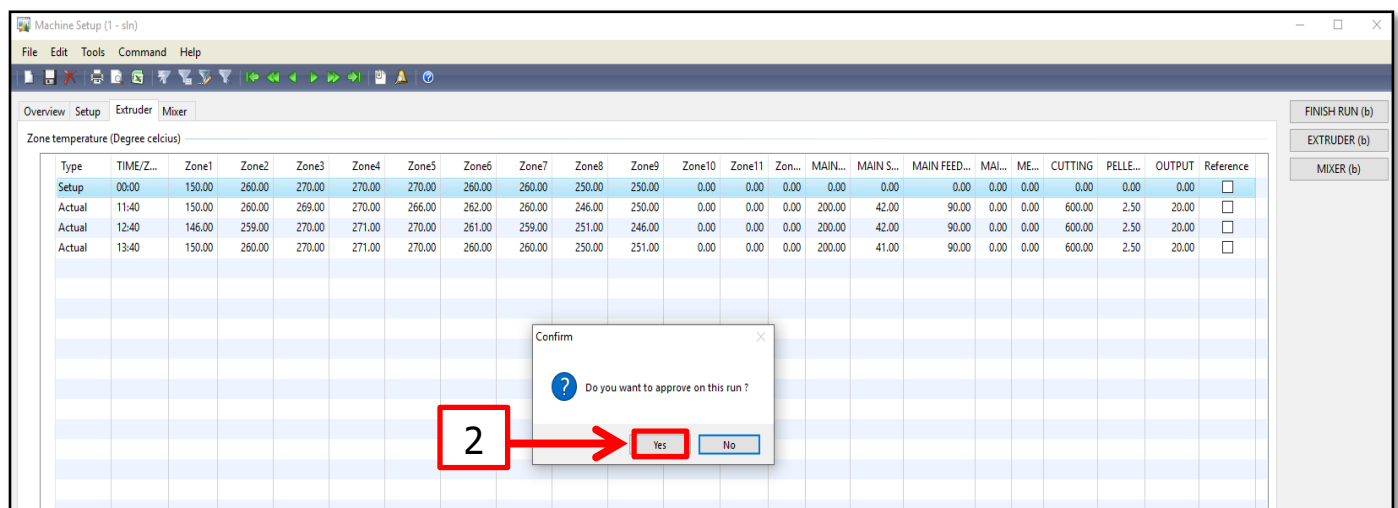 Machine Setup (1 - sln)
File Edit Tools Command Help
Overview Setup Extruder Mixer
FINISH RUN (b)
Zone temperature (Degree celcius)
EXTRUDER (b)
Type TIME/Z... Zone1 Zone2 Zone3 Zone4 Zone5 Zone6 Zone7 Zone8 Zone9 Zone10 Zone11 Zon... MAIN... MAIN S... MAIN FEED... MAI... ME... CUTTING PELLE... OUTPUT Reference
MIXER (b)
Setup 00:00 150.00 260.00 270.00 270.00 270.00 260.00 260.00 250.00 250.00 0.00 0.00 0.00 0.00 0.00 0.00 0.00 0.00 0.00 0.00 0.00
Actual 11:40 150.00 260.00 269.00 270.00 266.00 262.00 260.00 246.00 250.00 0.00 0.00 0.00 200.00 42.00 90.00 0.00 0.00 600.00 2.50 20.00
Actual 12:40 146.00 259.00 270.00 271.00 270.00 261.00 259.00 251.00 246.00 0.00 0.00 0.00 200.00 42.00 90.00 0.00 0.00 600.00 2.50 20.00
Actual 13:40 150.00 260.00 270.00 271.00 270.00 260.00 260.00 250.00 251.00 0.00 0.00 0.00 200.00 41.00 90.00 0.00 0.00 600.00 2.50 20.00
Confirm
Do you want to approve on this run ?
2
Yes No